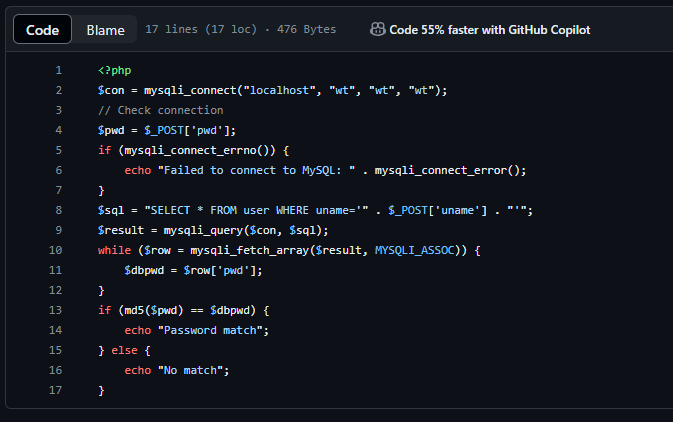 Code Blame 17 lines (17 loc) · 476 Bytes Code 55% faster with GitHub Copilot
1 <?php
2 $con = mysqli_connect("localhost", "wt", "wt", "wt");
3 // Check connection
4 $pwd = $_POST['pwd'];
5 if (mysqli_connect_errno()) {
6 echo "Failed to connect to MySQL: " . mysqli_connect_error();
7 }
8 $sql = "SELECT * FROM user WHERE uname='" . $_POST['uname'] . "'";
9 $result = mysqli_query($con, $sql);
10 while ($row = mysqli_fetch_array($result, MYSQLI_ASSOC)) {
11 $dbpwd = $row['pwd'];
12 }
13 if (md5($pwd) == $dbpwd) {
14 echo "Password match";
15 } else {
16 echo "No match";
17 }